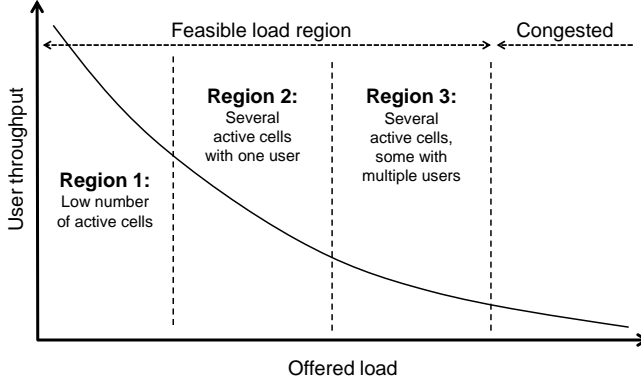 Feasible load region
Congested
Region 1:
Low number
of active cells
Region 2:
Several
active cells
with one user
Region 3:
Several
active cells,
some with
multiple users
User throughput
Offered load